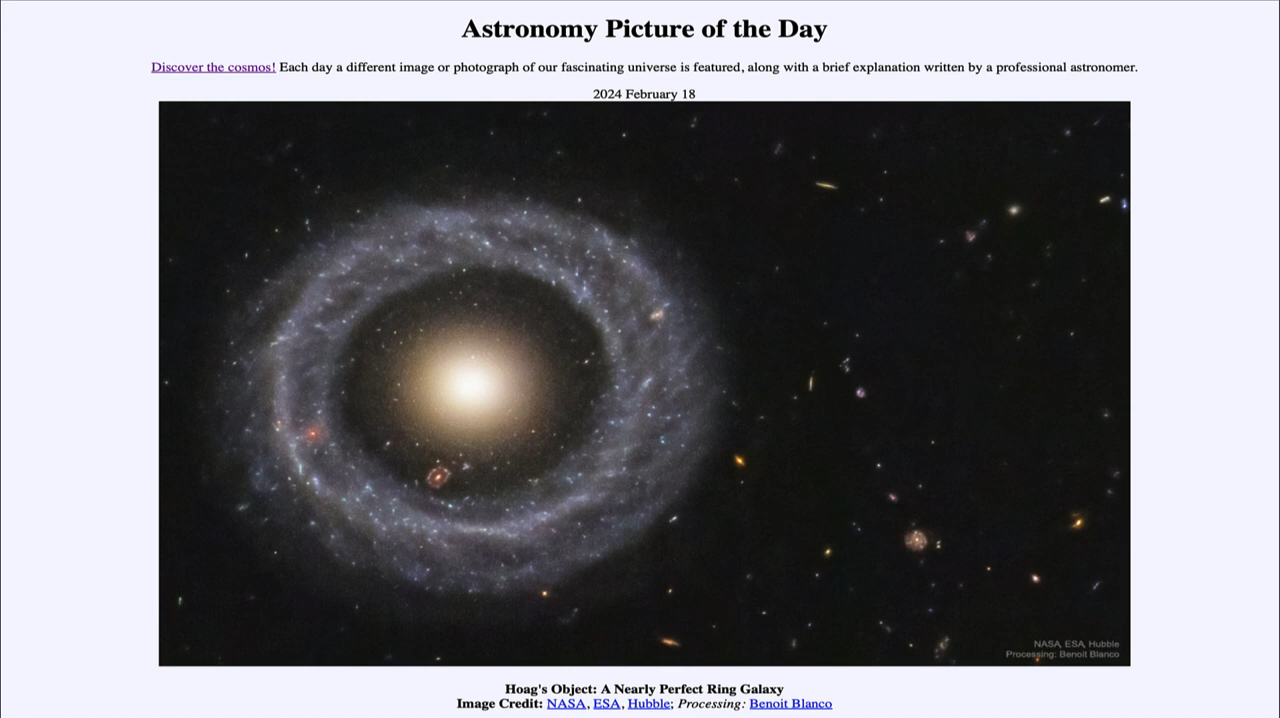 Astronomy Picture of the Day
Discover the cosmos! Each day a different image or photograph of our fascinating universe is featured, along with a brief explanation written by a professional astronomer.
2024 February 18
NASA, ESA, Hubble
Processing: Benoit Blanco
Hoag's Object: A Nearly Perfect Ring Galaxy
Image Credit: NASA, ESA, Hubble; Processing: Benoit Blanco